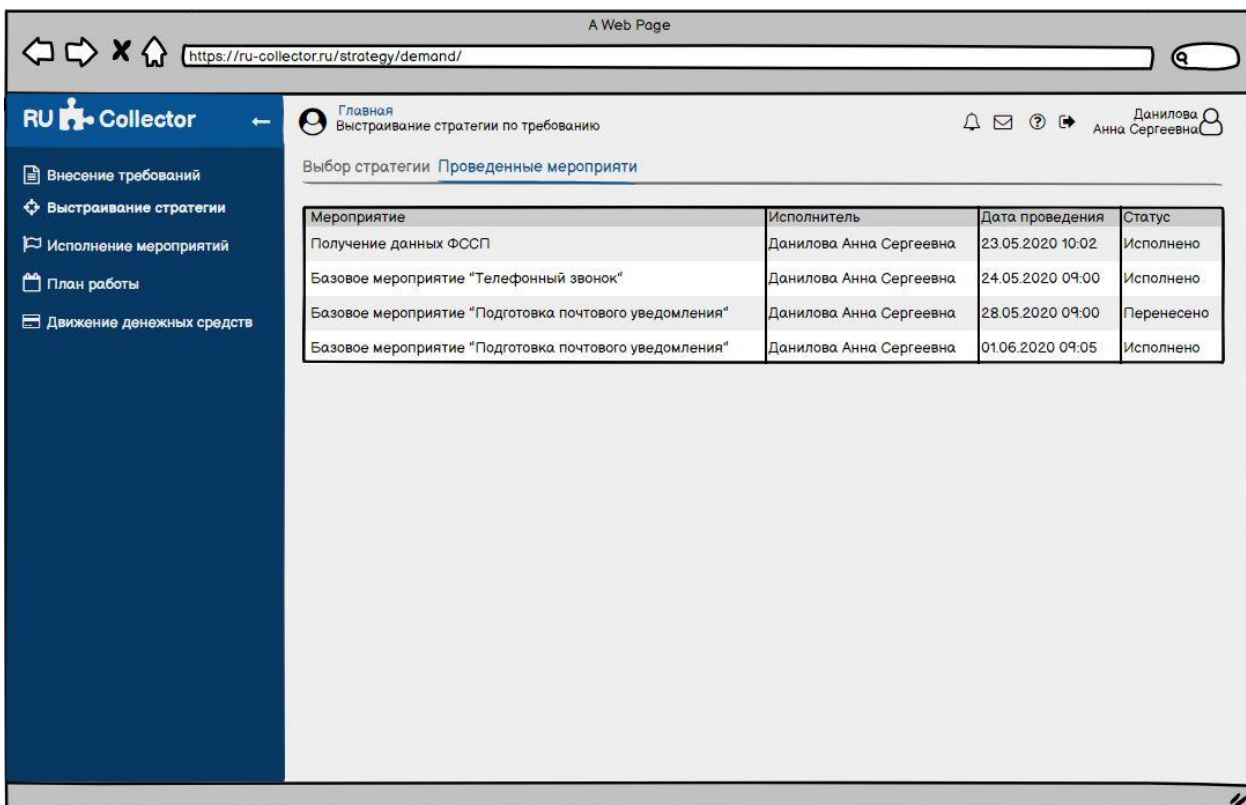 A Web Page
https://ru-collector.ru/strategy/demand/
RU Collector
Внесение требований
Выстраивание стратегии
Исполнение мероприятий
План работы
Движение денежных средств
Главная
Выстраивание стратегии по требованию
Данилова
Анна Сергеевна
Выбор стратегии Проведенные мероприяти
Мероприятие Исполнитель Дата проведения Статус
Получение данных ФССП Данилова Анна Сергеевна 23.05.2020 10:02 Исполнено
Базовое мероприятие "Телефонный звонок" Данилова Анна Сергеевна 24.05.2020 09:00 Исполнено
Базовое мероприятие "Подготовка почтового уведомления" Данилова Анна Сергеевна 28.05.2020 09:00 Перенесено
Базовое мероприятие "Подготовка почтового уведомления" Данилова Анна Сергеевна 01.06.2020 09:05 Исполнено